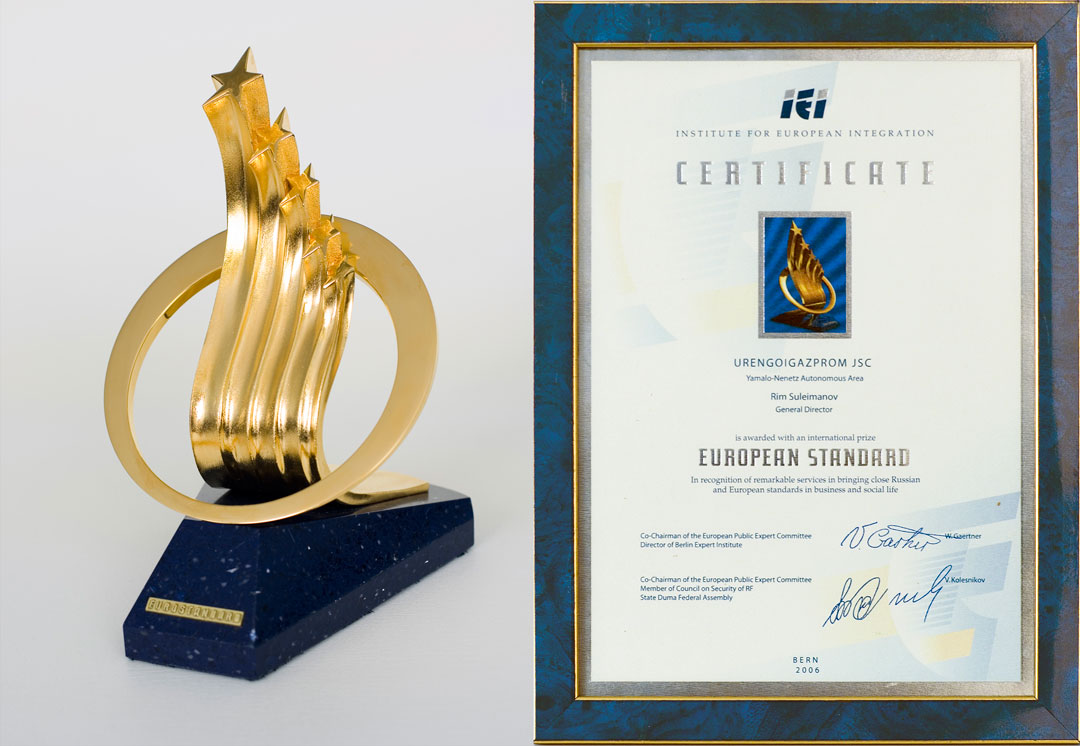 EUROSTANDARD
iEi
INSTITUTE FOR EUROPEAN INTEGRATION
CERTIFICATE
URENGOIGAZPROM JSC
Yamalo-Nenetz Autonomous Area
Rim Suleimanov
General Director
is awarded with an international prize
EUROPEAN STANDARD
In recognition of remarkable services in bringing close Russian
and European standards in business and social life
Co-Chairman of the European Public Expert Committee
Director of Berlin Expert Institute
W. Gaertner
Co-Chairman of the European Public Expert Committee
Member of Council on Security of RF
State Duma Federal Assembly
V. Kolesnikov
BERN
2006